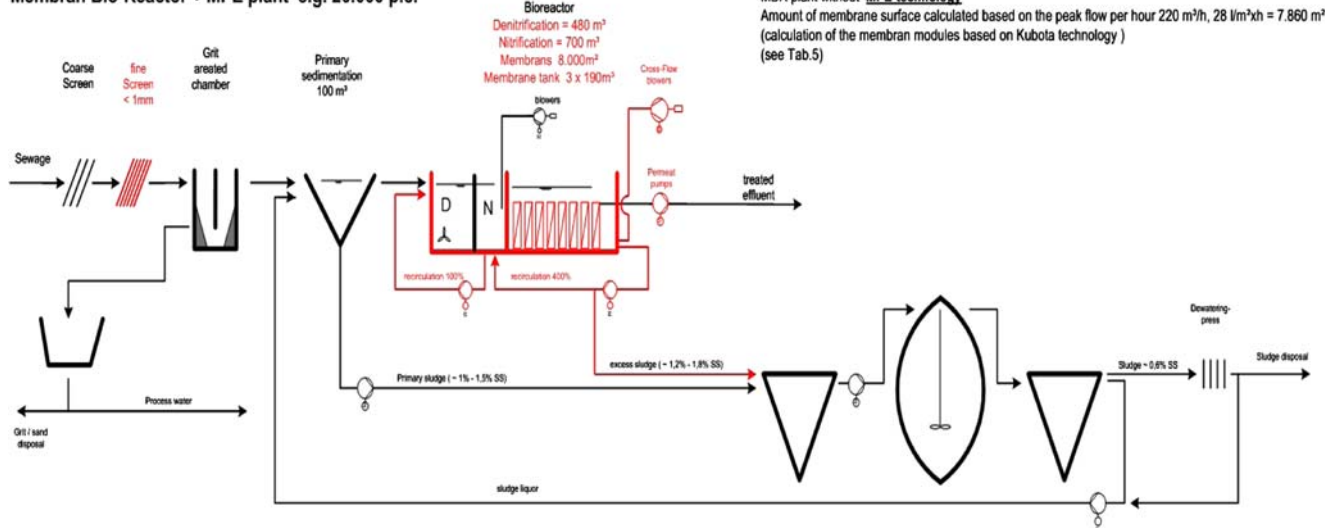 Bioreactor
Denitrification = 480 m³
Nitrification = 700 m³
Membrans 8.000m²
Membrane tank 3 x 190m³
Amount of membrane surface calculated based on the peak flow per hour 220 m³/h, 28 l/m²xh = 7.860 m²
(calculation of the membran modules based on Kubota technology )
(see Tab.5)
Coarse
Screen
fine
Screen
< 1mm
Grit
areated
chamber
Primary
sedimentation
100 m³
blowers
Cross-Flow
blowers
Sewage
D
N
Permeat
pumps
treated
effluent
recirculation 100%
recirculation 400%
Primary sludge ( ~ 1% - 1,5% SS)
excess sludge ( ~ 1,2% - 1,8% SS)
Dewatering-
press
Sludge ~ 0,6% SS
Sludge disposal
Process water
Grit / sand
disposal
sludge liquor